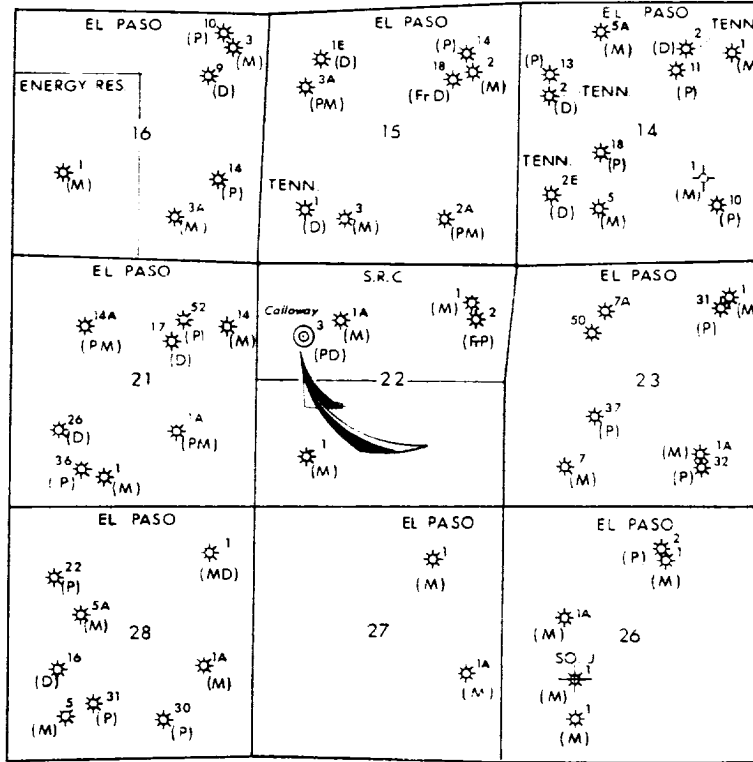 EL PASO
10
(P)
3
(M)
9
(D)
ENERGY RES.
16
1
(M)
14
(P)
3A
(M)
1E
(D)
(P) 14
18
2
(M)
3A
(PM)
(Fr D)
15
TENN.
1
(D)
3
(M)
2A
(PM)
EL PASO
5A
(M)
2
(D)
TENN.
1
(M)
(P) 13
11
(P)
2
(D)
TENN.
14
18
(P)
1
(M)
TENN.
2E
(D)
5
(M)
10
(P)
EL PASO
14A
(PM)
52
(P)
17
(D)
14
(M)
21
26
(D)
1A
(PM)
36
(P)
1
(M)
S.R.C
Calloway
3
(PD)
1A
(M)
(M) 1
2
(FrP)
22
1
(M)
EL PASO
7A
50
31
(P)
1
(M)
23
37
(P)
7
(M)
(M) 1A
(P) 32
EL PASO
1
(MD)
22
(P)
5A
(M)
28
16
(D)
1A
(M)
5
(M)
31
(P)
30
(P)
EL PASO
1
(M)
27
1A
(M)
EL PASO
2
(P)
1
(M)
1A
(M)
26
1
(M)
1
(M)